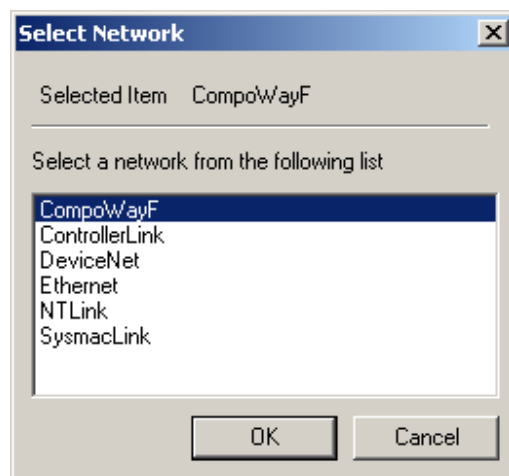 Select Network
Selected Item CompoWayF
Select a network from the following list
CompoWayF
ControllerLink
DeviceNet
Ethernet
NTLink
SysmacLink
OK Cancel